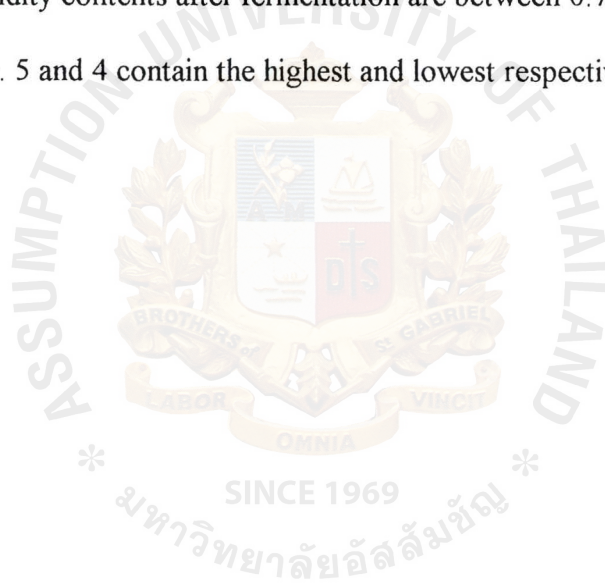 idity contents after fermentation are between 0.7
. 5 and 4 contain the highest and lowest respectiv
ASSUMPTION UNIVERSITY OF THAILAND
A M
D S
BROTHERS of St GABRIEL
LABOR OMNIA VINCIT
SINCE 1969
* มหาวิทยาลัยอัสสัมชัญ *